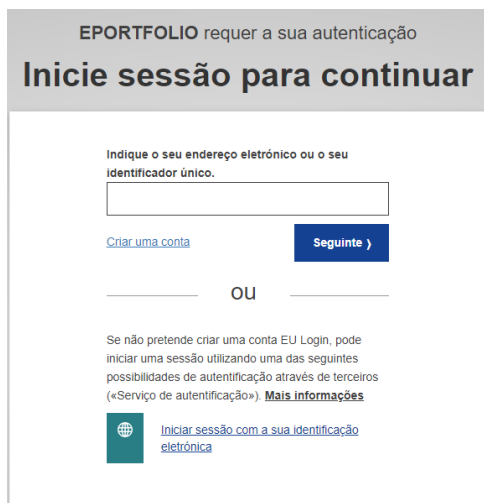 EPORTFOLIO requer a sua autenticação
Inicie sessão para continuar
Indique o seu endereço eletrónico ou o seu
identificador único.
Criar uma conta
Seguinte ❭
ou
Se não pretende criar uma conta EU Login, pode
iniciar uma sessão utilizando uma das seguintes
possibilidades de autentificação através de terceiros
(«Serviço de autentificação»). Mais informações
Iniciar sessão com a sua identificação
eletrónica